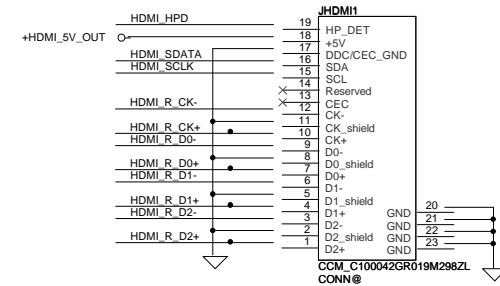 JHDMI1
HDMI_HPD 19 HP_DET
+HDMI_5V_OUT 18 +5V
17 DDC/CEC_GND
HDMI_SDATA 16 SDA
HDMI_SCLK 15 SCL
14 Reserved
13 CEC
HDMI_R_CK- 12 CK-
11 CK_shield
HDMI_R_CK+ 10 CK+
HDMI_R_D0- 9 D0-
8 D0_shield
HDMI_R_D0+ 7 D0+
HDMI_R_D1- 6 D1-
5 D1_shield
HDMI_R_D1+ 4 D1+ GND 20
HDMI_R_D2- 3 D2- GND 21
2 D2_shield GND 22
HDMI_R_D2+ 1 D2+ GND 23
CCM_C100042GR019M298ZL
CONN@